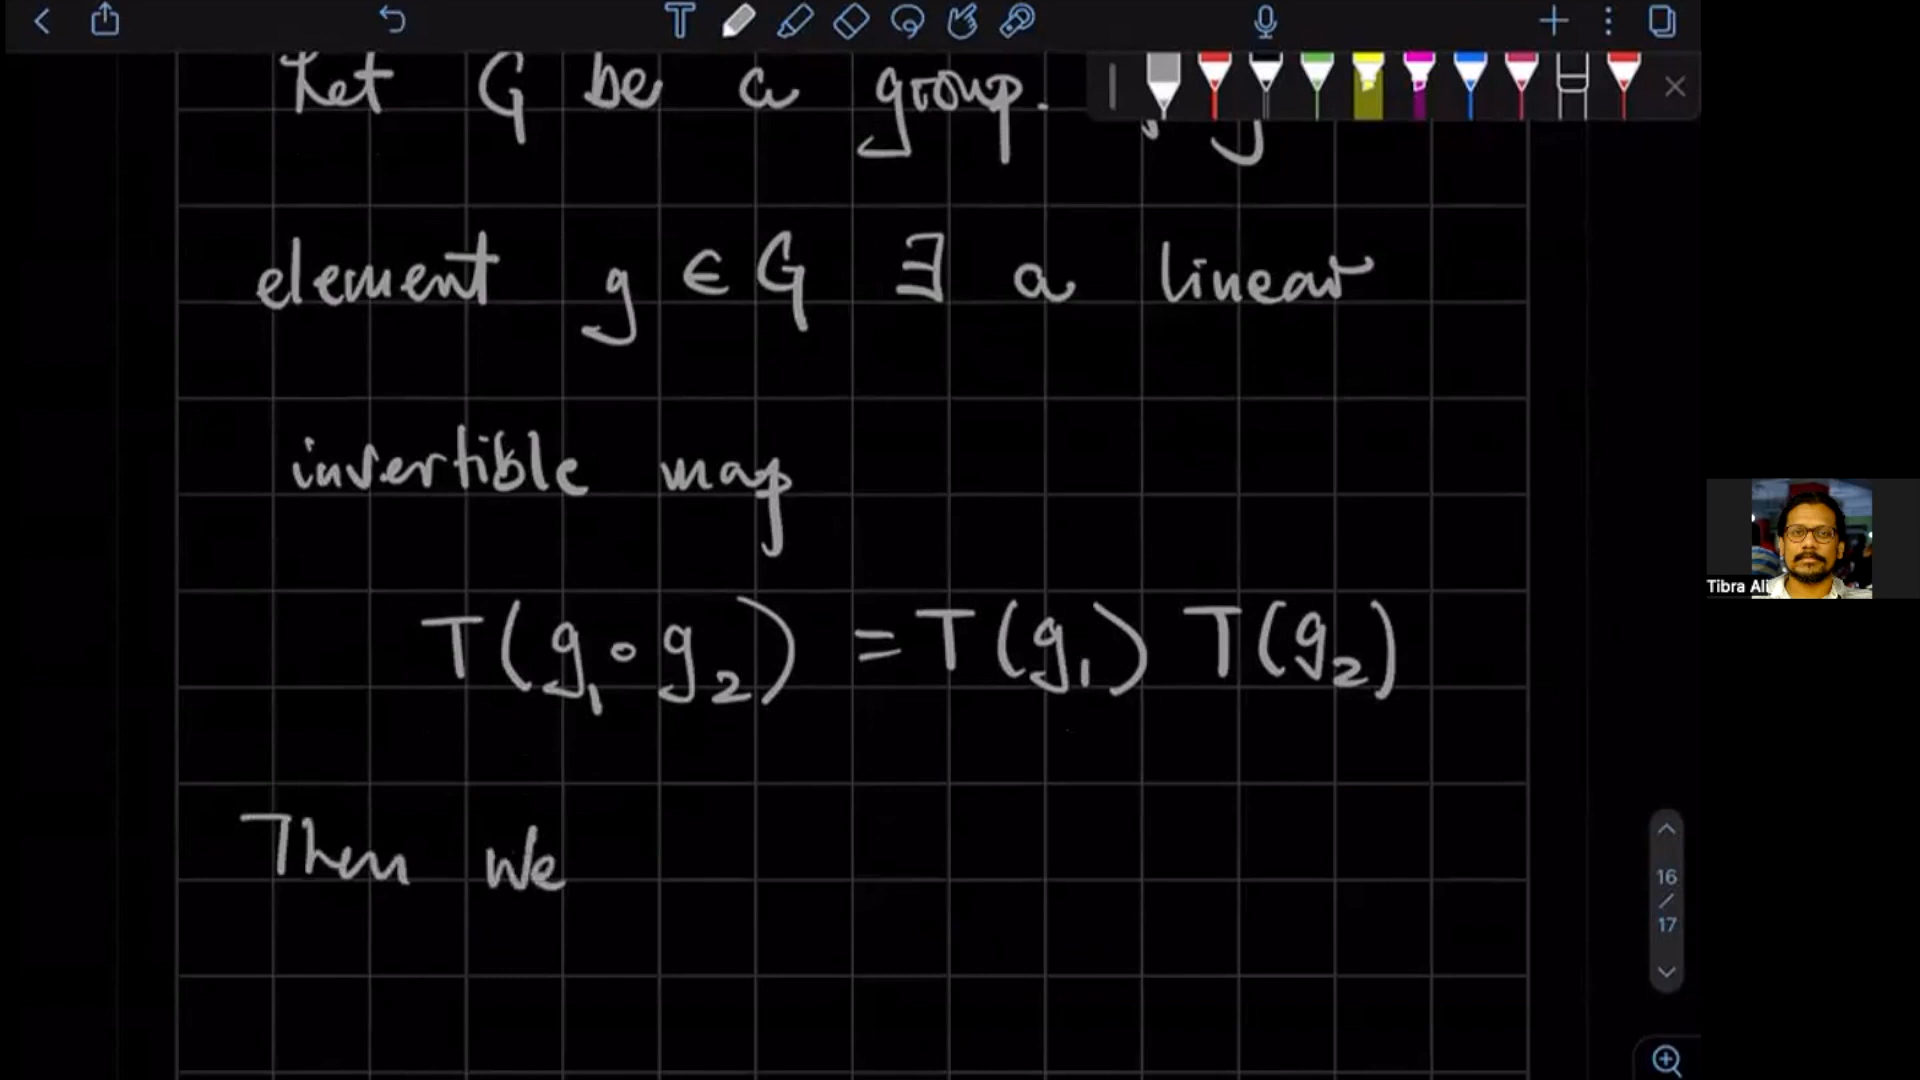 Let G be a group.
element g ∈ G ∃ a linear
invertible map
T(g₁∘g₂) = T(g₁) T(g₂)
Then we
16
/
17
Tibra Ali